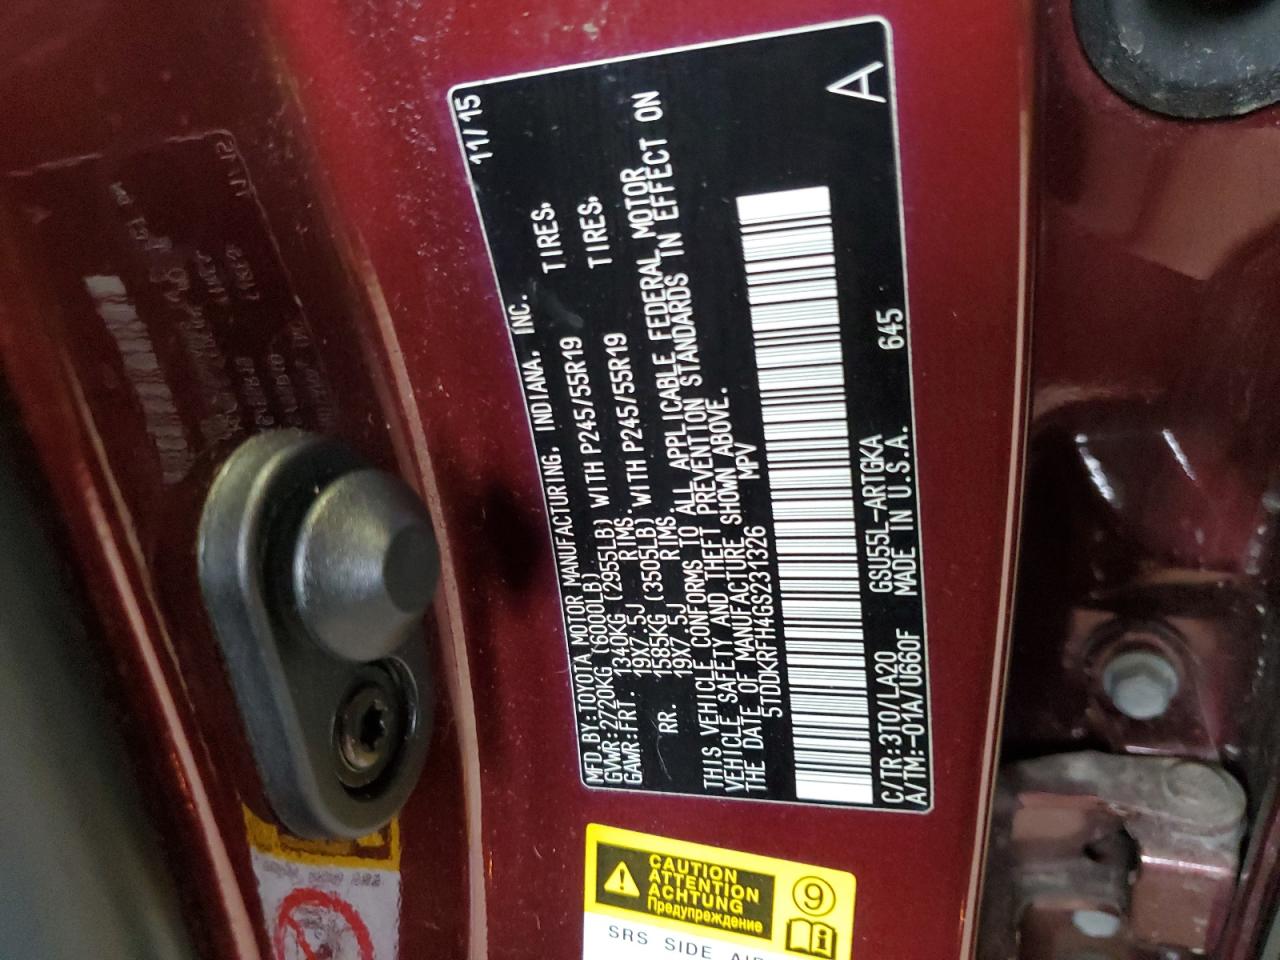 11/15
MFD.BY:TOYOTA MOTOR MANUFACTURING, INDIANA, INC.
GVWR:2720KG (6000LB)
GAWR:FRT. 1340KG (2955LB) WITH P245/55R19 TIRES,
19X7.5J RIMS.
RR. 1585KG (3505LB) WITH P245/55R19 TIRES,
19X7.5J RIMS.
THIS VEHICLE CONFORMS TO ALL APPLICABLE FEDERAL MOTOR
VEHICLE SAFETY AND THEFT PREVENTION STANDARDS IN EFFECT ON
THE DATE OF MANUFACTURE SHOWN ABOVE.
5TDDKRFH4GS231326 MPV
A
C/TR:3T0/LA20 GSU55L-ARTGKA 645
A/TM:-01A/U660F MADE IN U.S.A.
CAUTION
ATTENTION
ACHTUNG
Предупреждение
9
i
SRS SIDE